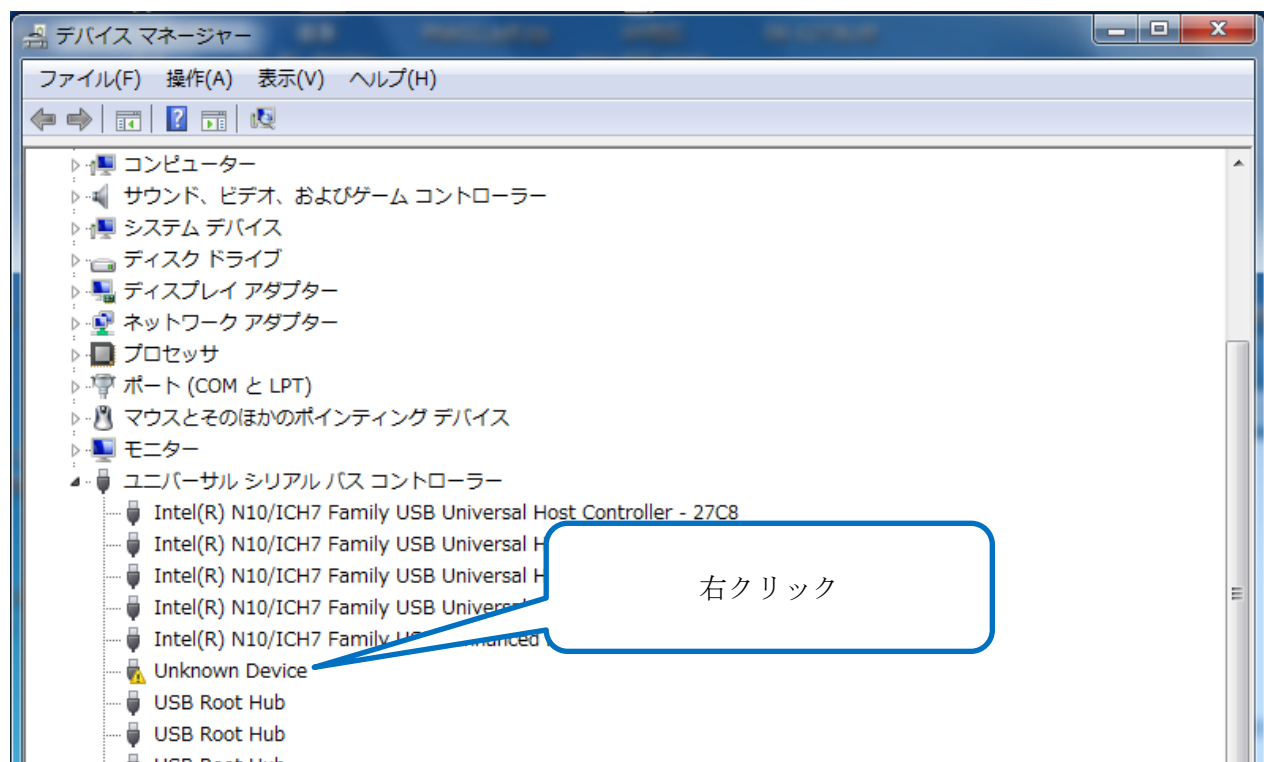 デバイス マネージャー
ファイル(F) 操作(A) 表示(V) ヘルプ(H)
コンピューター
サウンド、ビデオ、およびゲーム コントローラー
システム デバイス
ディスク ドライブ
ディスプレイ アダプター
ネットワーク アダプター
プロセッサ
ポート (COM と LPT)
マウスとそのほかのポインティング デバイス
モニター
ユニバーサル シリアル バス コントローラー
Intel(R) N10/ICH7 Family USB Universal Host Controller - 27C8
Intel(R) N10/ICH7 Family USB Universal
Intel(R) N10/ICH7 Family USB Universal
右クリック
Intel(R) N10/ICH7 Family USB Universal
Intel(R) N10/ICH7 Family
Unknown Device
USB Root Hub
USB Root Hub
USB Root Hub